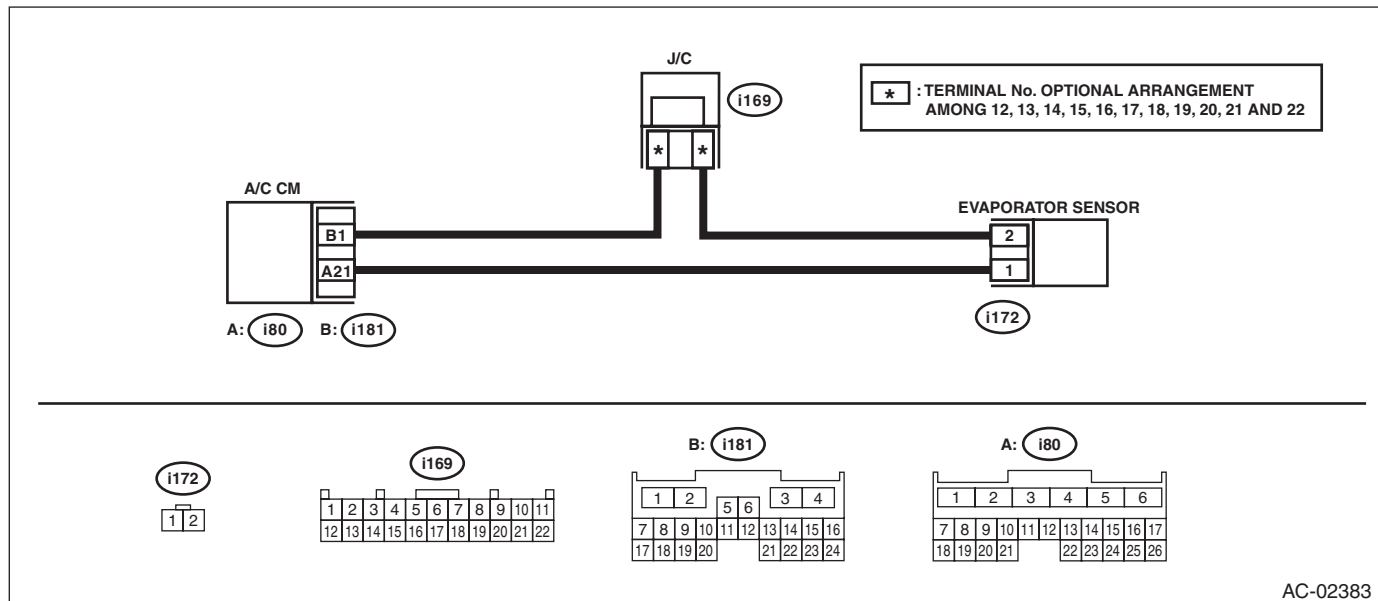 J/C
i169
* : TERMINAL No. OPTIONAL ARRANGEMENT
AMONG 12, 13, 14, 15, 16, 17, 18, 19, 20, 21 AND 22
* *
A/C CM
EVAPORATOR SENSOR
B1
2
A21
1
A: i80 B: i181
i172
i172
1 2
i169
1 2 3 4 5 6 7 8 9 10 11
12 13 14 15 16 17 18 19 20 21 22
B: i181
1 2 3 4
5 6
7 8 9 10 11 12 13 14 15 16
17 18 19 20 21 22 23 24
A: i80
1 2 3 4 5 6
7 8 9 10 11 12 13 14 15 16 17
18 19 20 21 22 23 24 25 26
AC-02383